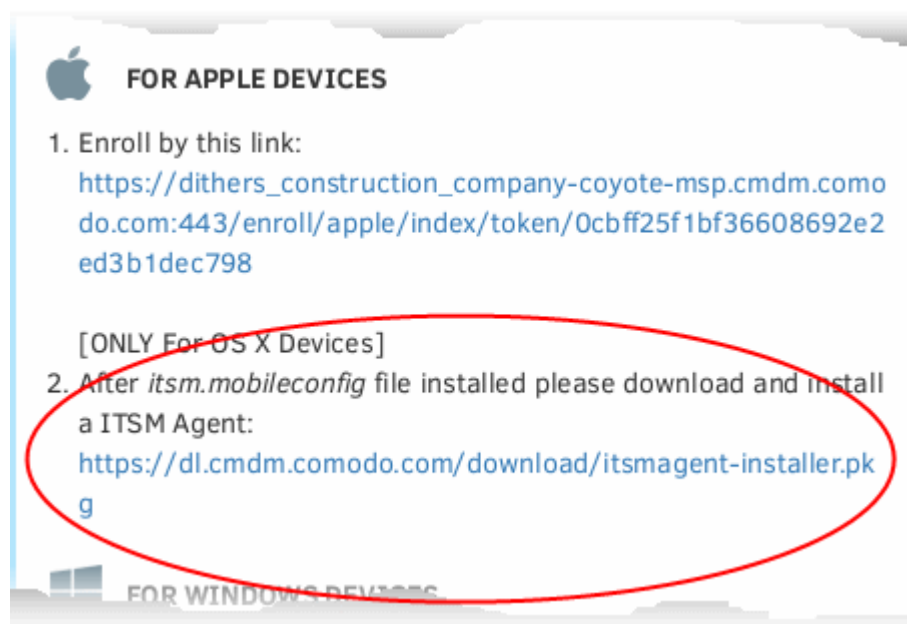 FOR APPLE DEVICES
1. Enroll by this link:
https://dithers_construction_company-coyote-msp.cmdm.como
do.com:443/enroll/apple/index/token/0cbff25f1bf36608692e2
ed3b1dec798
[ONLY For OS X Devices]
2. After itsm.mobileconfig file installed please download and install
a ITSM Agent:
https://dl.cmdm.comodo.com/download/itsmagent-installer.pk
g
FOR WINDOWS DEVICES